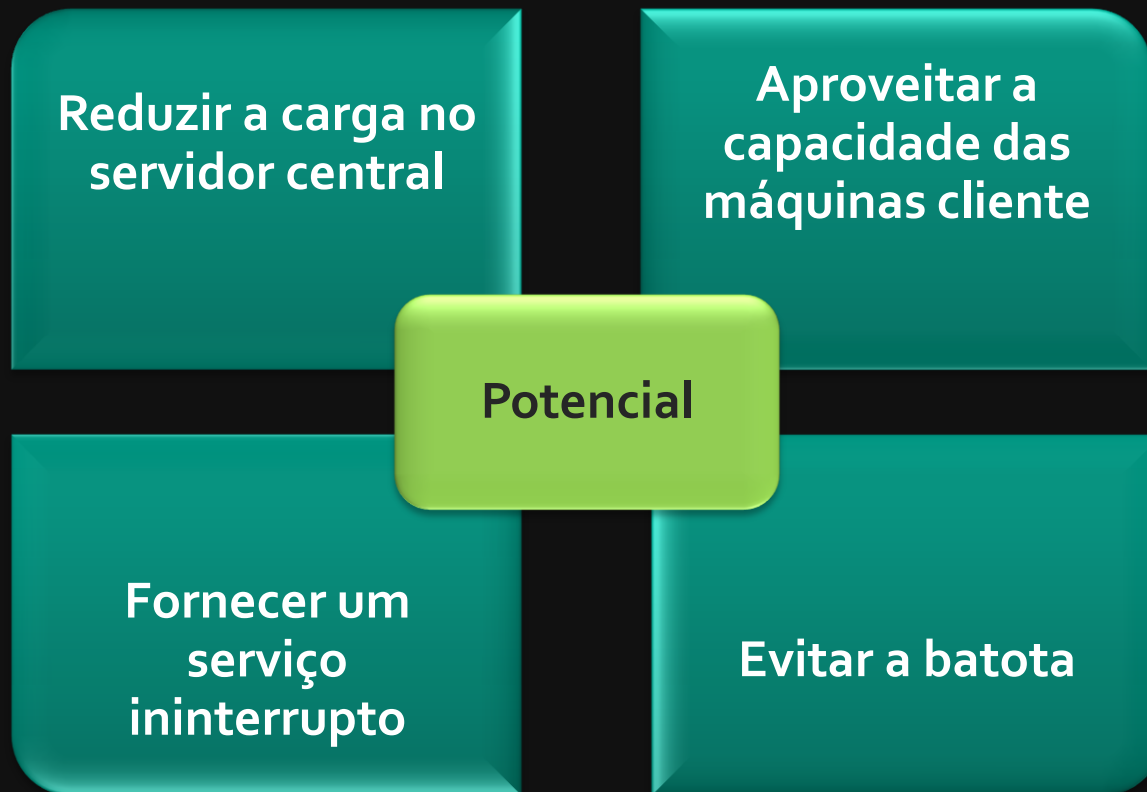 Reduzir a carga no
servidor central
Aproveitar a
capacidade das
máquinas cliente
Potencial
Fornecer um
serviço
ininterrupto
Evitar a batota